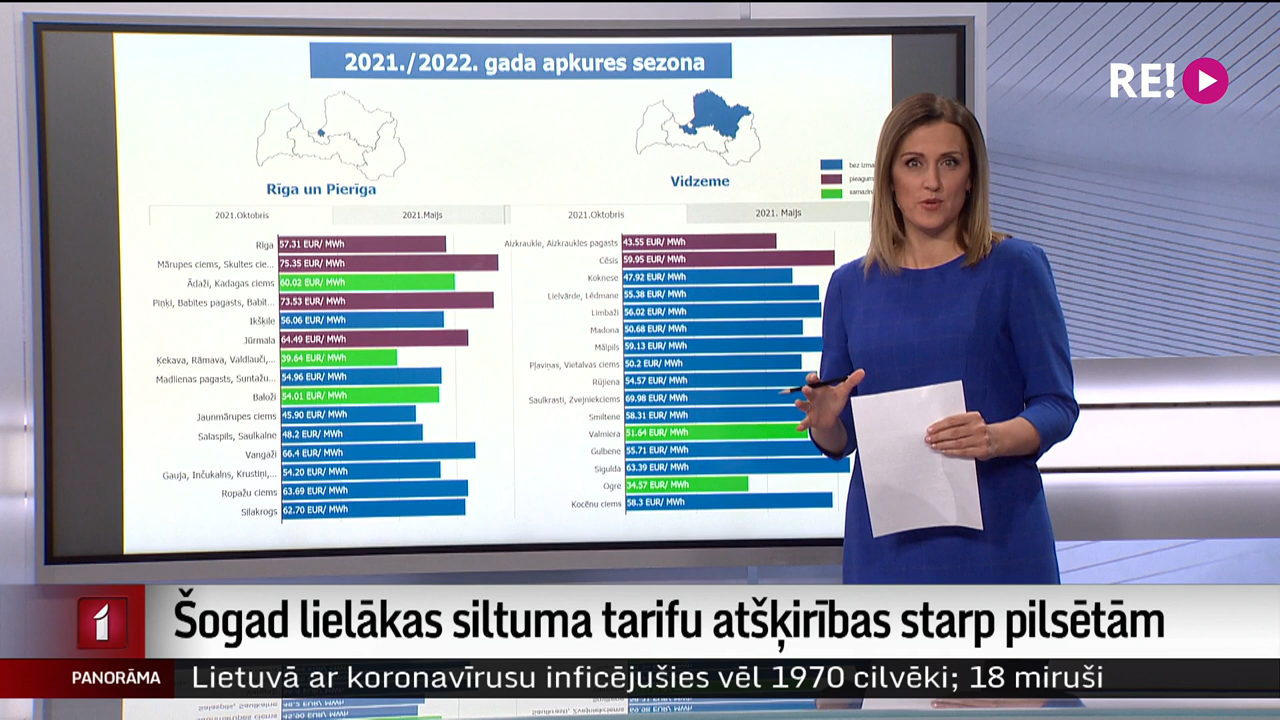 RE!
2021./2022. gada apkures sezona
Rīga un Pierīga
Vidzeme
2021.Oktobris
2021.Maijs
2021.Oktobris
2021. Maijs
Rīga 57.31 EUR/ MWh
Mārupes ciems, Skultes cie... 75.35 EUR/ MWh
Ādaži, Kadagas ciems 60.02 EUR/ MWh
Piņķi, Babītes pagasts, Babīt... 73.53 EUR/ MWh
Ikšķile 56.06 EUR/ MWh
Jūrmala 64.49 EUR/ MWh
Ķekava, Rāmava, Valdlauči,... 39.64 EUR/ MWh
Madlienas pagasts, Suntažu... 54.96 EUR/ MWh
Baloži 54.01 EUR/ MWh
Jaunmārupes ciems 45.90 EUR/ MWh
Salaspils, Saulkalne 48.2 EUR/ MWh
Vangaži 66.4 EUR/ MWh
Gauja, Inčukalns, Krustiņi,... 54.20 EUR/ MWh
Ropažu ciems 63.69 EUR/ MWh
Silakrogs 62.70 EUR/ MWh
Aizkraukle, Aizkraukles pagasts 43.55 EUR/ MWh
Cēsis 59.95 EUR/ MWh
Koknese 47.92 EUR/ MWh
Lielvārde, Lēdmane 55.38 EUR/ MWh
Limbaži 56.02 EUR/ MWh
Madona 50.68 EUR/ MWh
Mālpils 59.13 EUR/ MWh
Pļaviņas, Vietalvas ciems 50.2 EUR/ MWh
Rūjiena 54.57 EUR/ MWh
Saulkrasti, Zvejniekciems 69.98 EUR/ MWh
Smiltene 58.31 EUR/ MWh
Valmiera 51.64 EUR/ MWh
Gulbene 55.71 EUR/ MWh
Sigulda 63.39 EUR/ MWh
Ogre 34.57 EUR/ MWh
Kocēnu ciems 58.3 EUR/ MWh
1 Šogad lielākas siltuma tarifu atšķirības starp pilsētām
PANORĀMA Lietuvā ar koronavīrusu inficējušies vēl 1970 cilvēki; 18 miruši